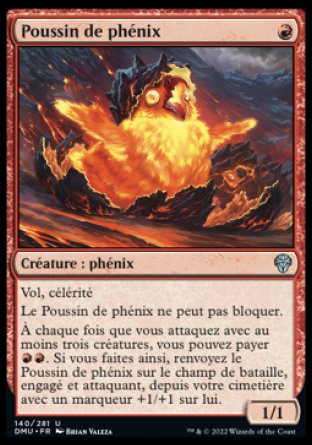 Poussin de phénix
Créature : phénix
Vol, célérité
Le Poussin de phénix ne peut pas bloquer.
À chaque fois que vous attaquez avec au
moins trois créatures, vous pouvez payer
. Si vous faites ainsi, renvoyez le
Poussin de phénix sur le champ de bataille,
engagé et attaquant, depuis votre cimetière
avec un marqueur +1/+1 sur lui.
1/1
140/281 U
DMU • FR Brian Valeza
™ & © 2022 Wizards of the Coast